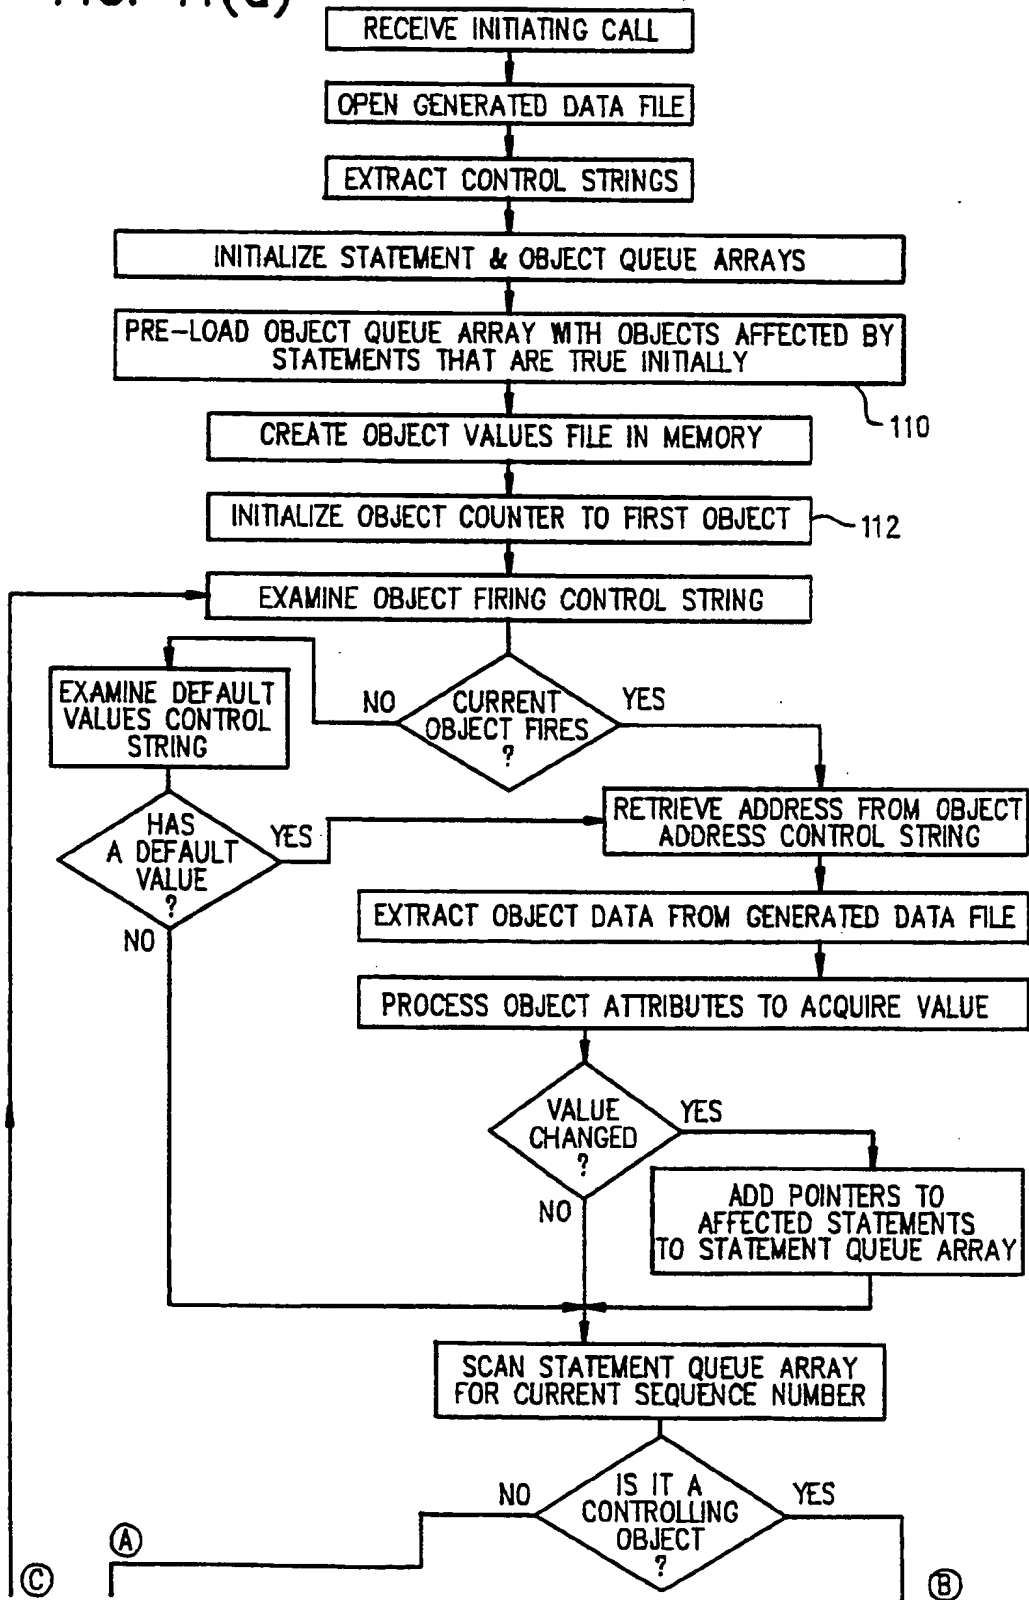 FIG. 11(a)
RECEIVE INITIATING CALL
OPEN GENERATED DATA FILE
EXTRACT CONTROL STRINGS
INITIALIZE STATEMENT & OBJECT QUEUE ARRAYS
PRE-LOAD OBJECT QUEUE ARRAY WITH OBJECTS AFFECTED BY
STATEMENTS THAT ARE TRUE INITIALLY
110
CREATE OBJECT VALUES FILE IN MEMORY
INITIALIZE OBJECT COUNTER TO FIRST OBJECT
112
EXAMINE OBJECT FIRING CONTROL STRING
EXAMINE DEFAULT
VALUES CONTROL
STRING
NO
CURRENT
OBJECT FIRES
?
YES
HAS
A DEFAULT
VALUE
?
YES
NO
RETRIEVE ADDRESS FROM OBJECT
ADDRESS CONTROL STRING
EXTRACT OBJECT DATA FROM GENERATED DATA FILE
PROCESS OBJECT ATTRIBUTES TO ACQUIRE VALUE
VALUE
CHANGED
?
YES
NO
ADD POINTERS TO
AFFECTED STATEMENTS
TO STATEMENT QUEUE ARRAY
SCAN STATEMENT QUEUE ARRAY
FOR CURRENT SEQUENCE NUMBER
NO
IS IT A
CONTROLLING
OBJECT
?
YES
A
C
B